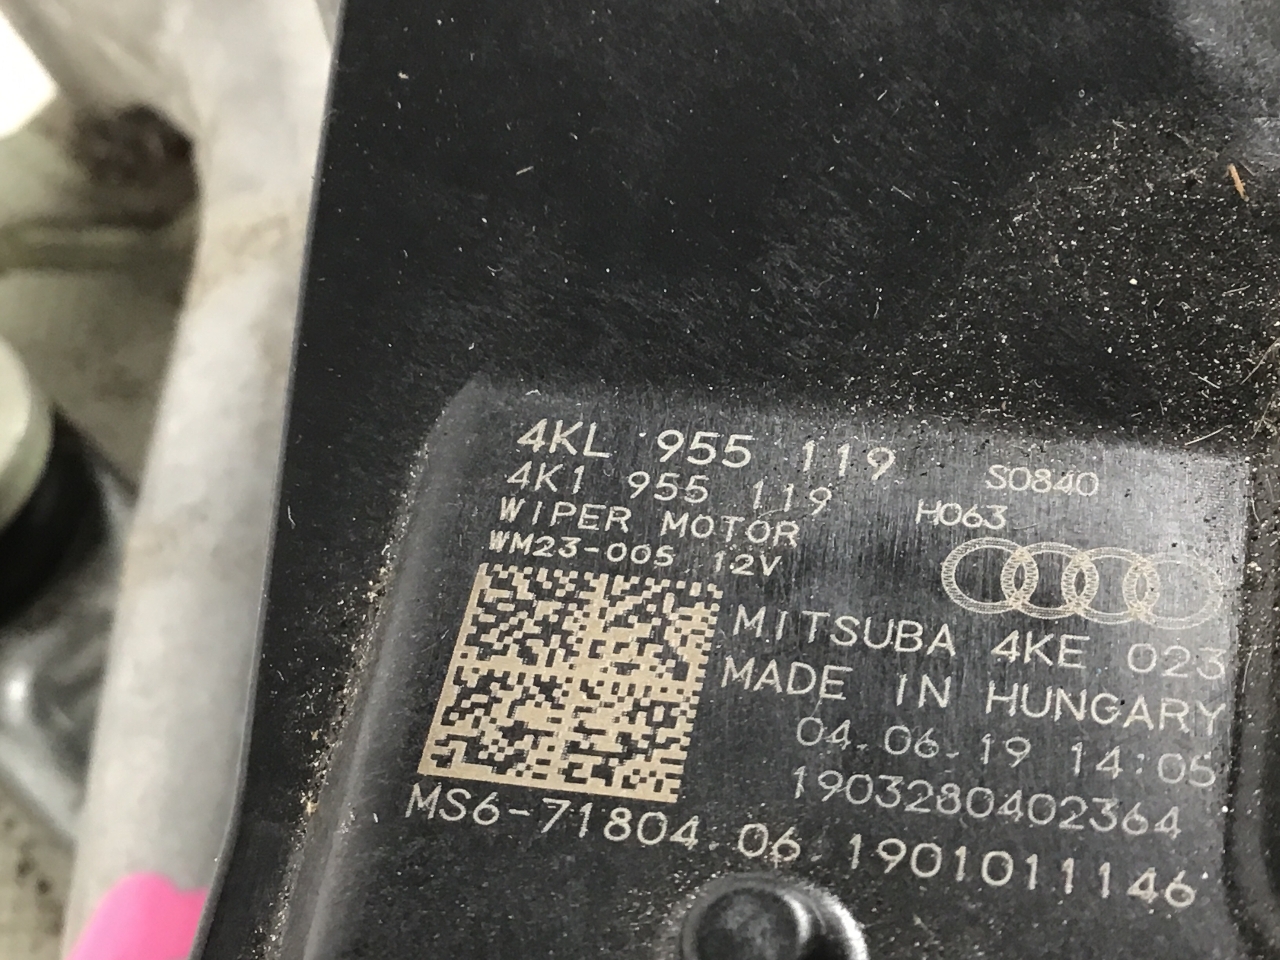 4KL 955 119
S0840
4K1 955 119
H063
WIPER MOTOR
WM23-005 12V
MITSUBA 4KE 023
MADE IN HUNGARY
04.06.19 14:05
1903280402364
MS6-71804.06.1901011146